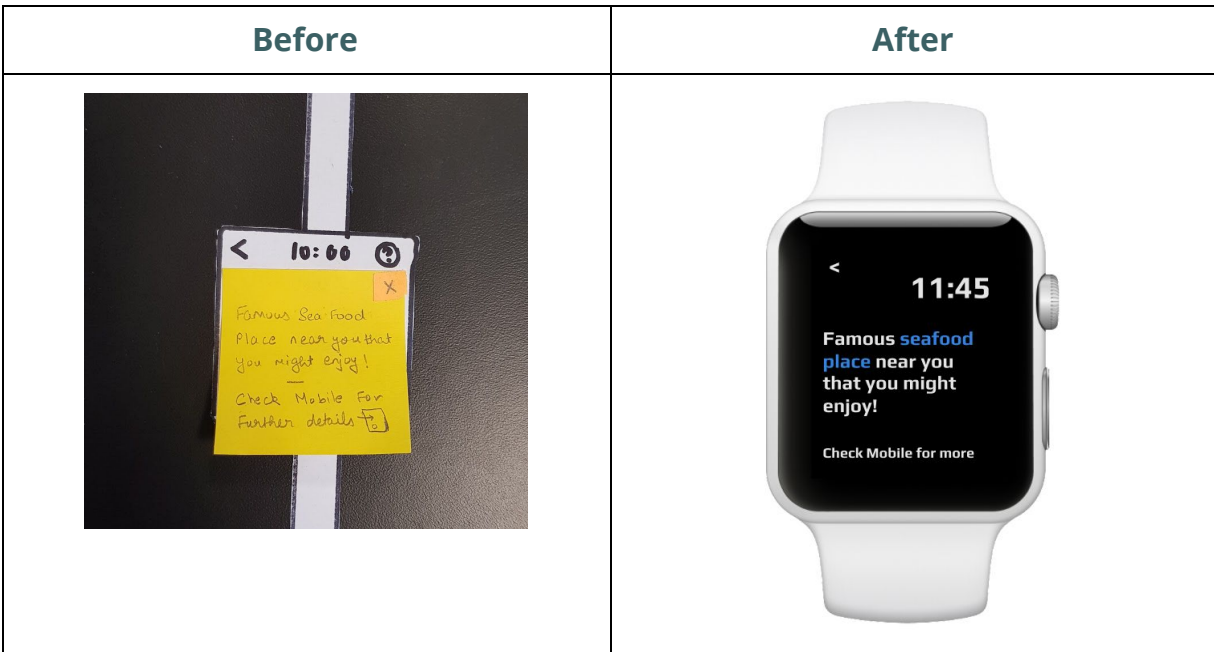 Before
After
< 10:00 ?
X
Famous Sea Food
Place near you that
you might enjoy!
Check Mobile For
Further details
<
11:45
Famous seafood
place near you
that you might
enjoy!
Check Mobile for more